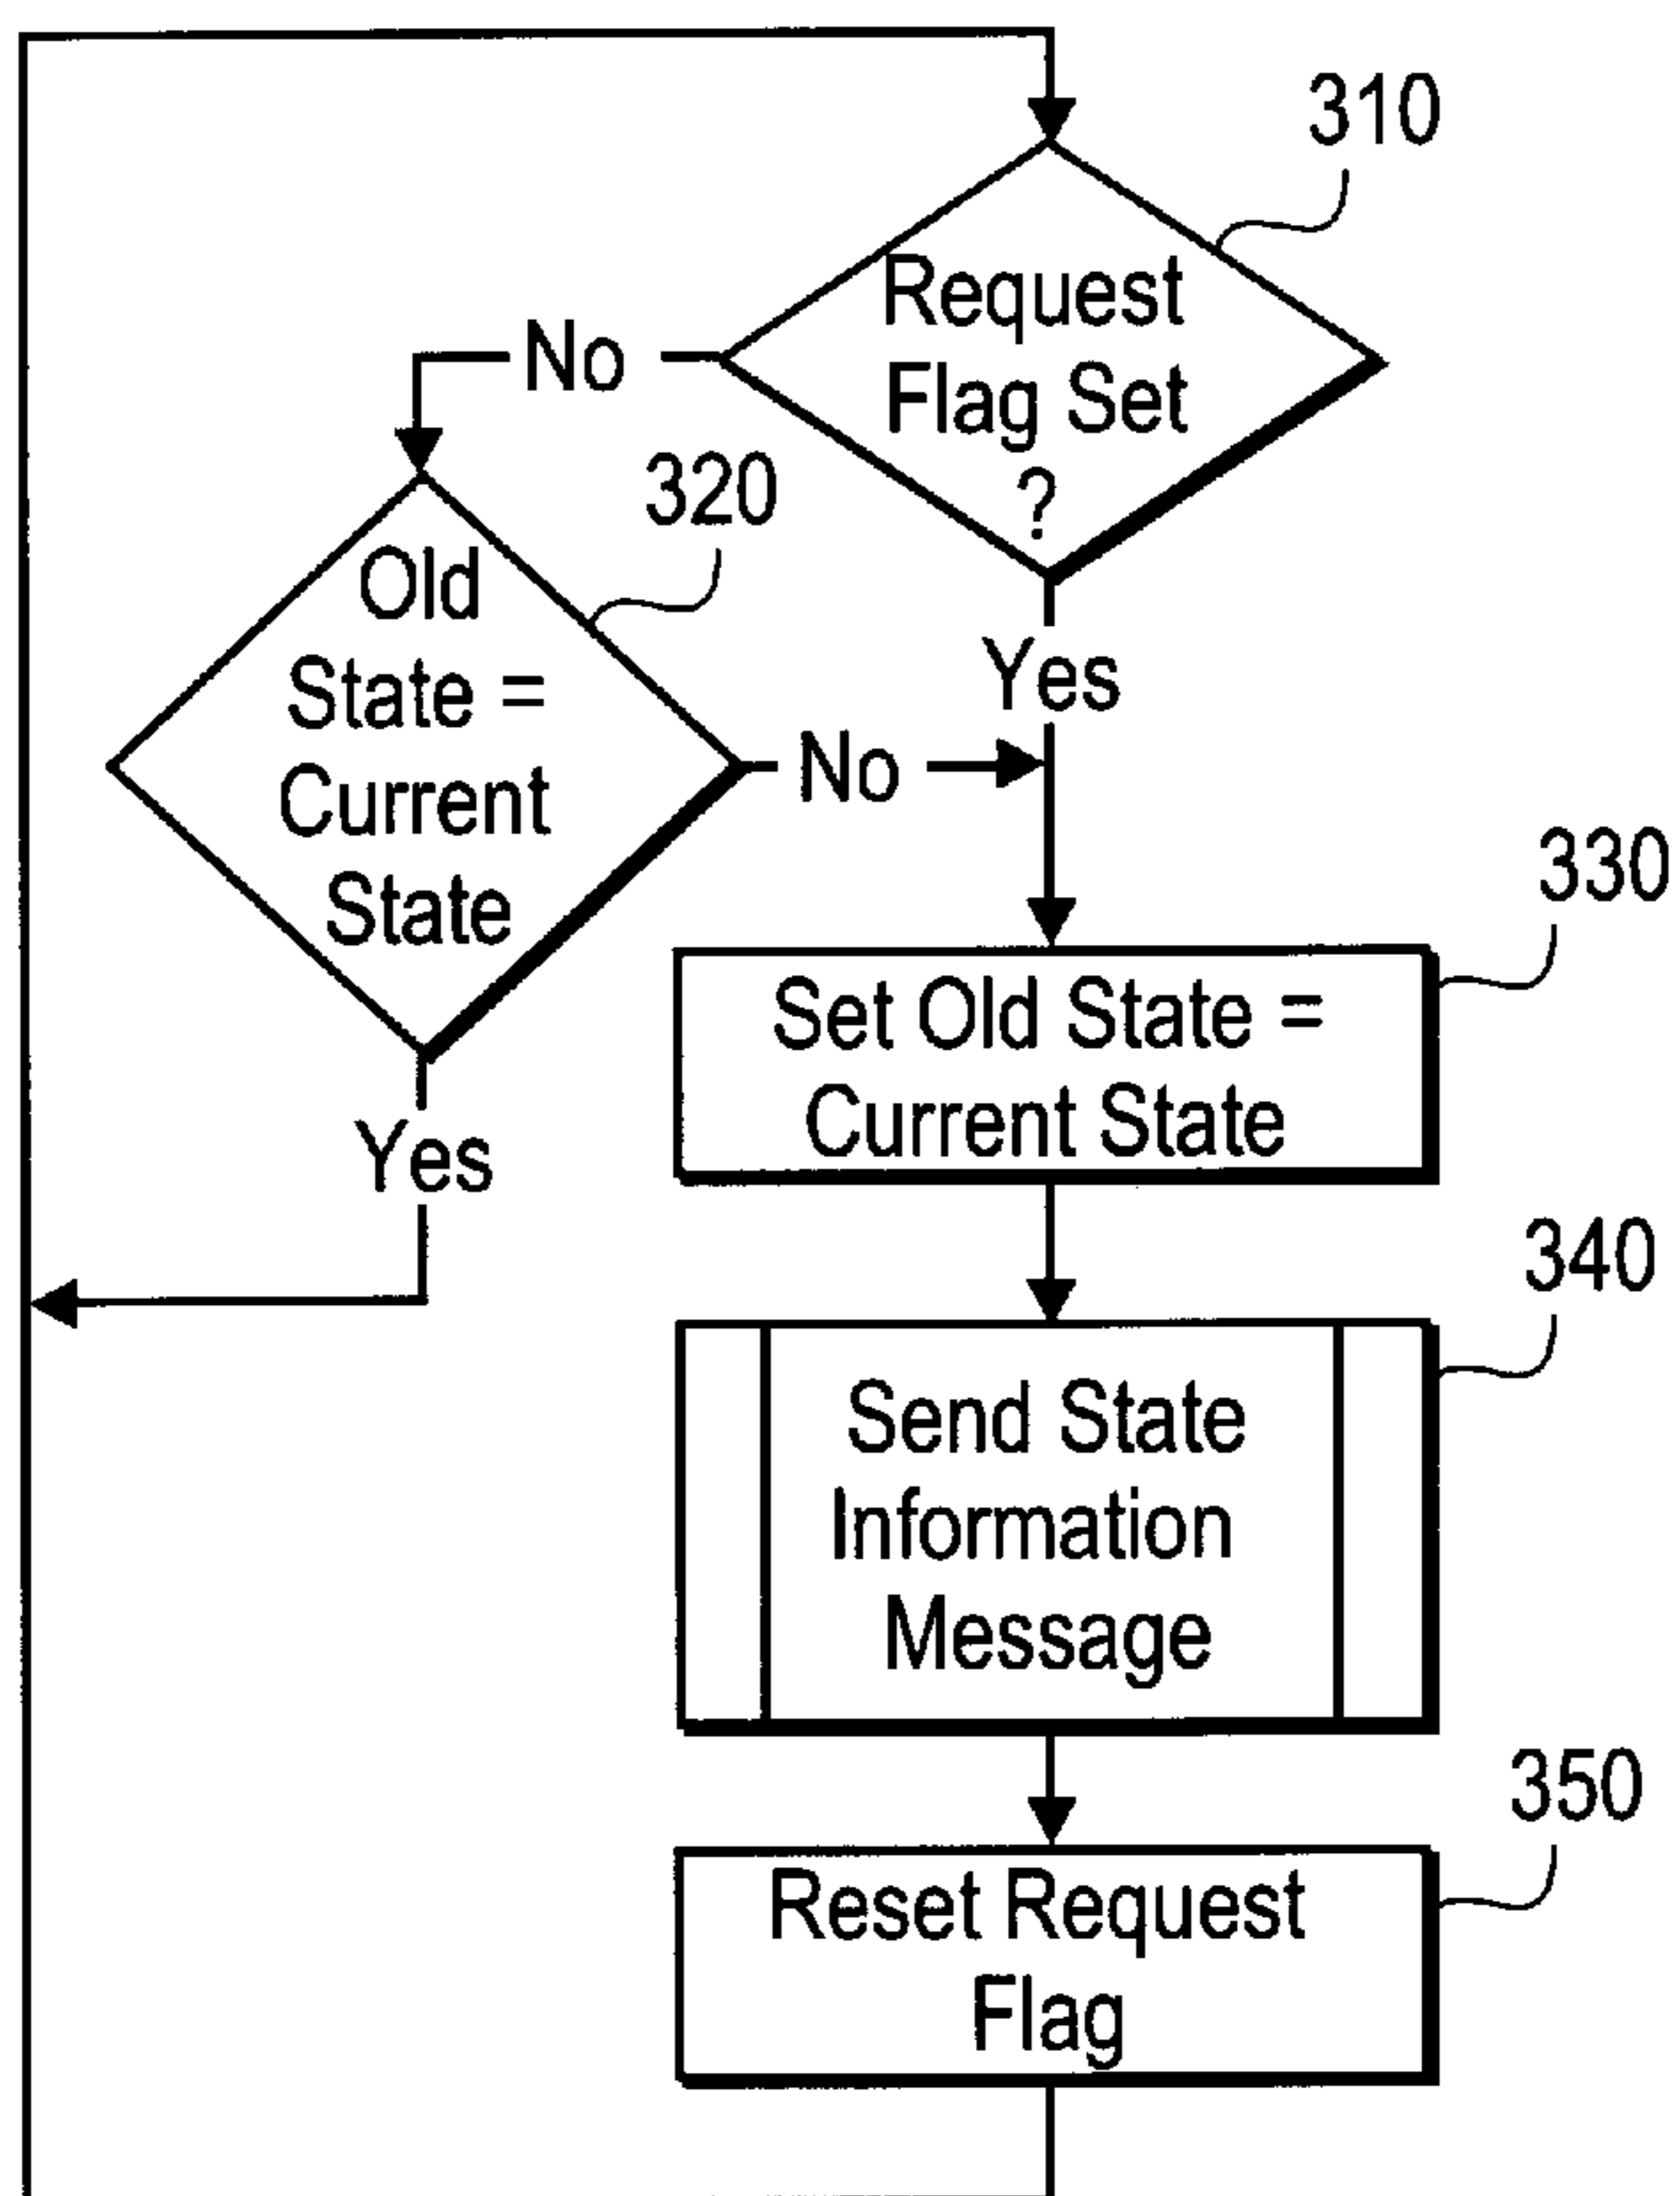 310
Request
Flag Set
?
No
Yes
320
Old
State =
Current
State
No
Yes
330
Set Old State =
Current State
340
Send State
Information
Message
350
Reset Request
Flag